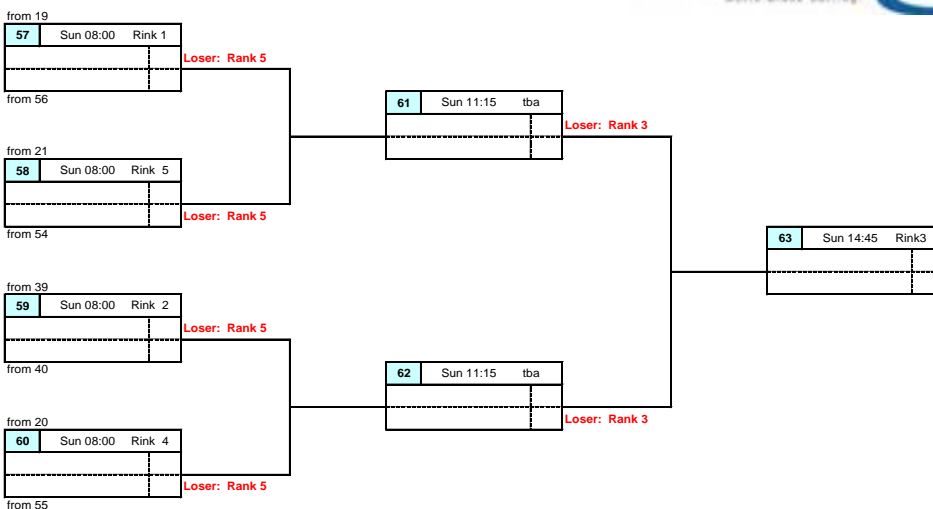 from 19
57 Sun 08:00 Rink 1
Loser: Rank 5
from 56
61 Sun 11:15 tba
Loser: Rank 3
from 21
58 Sun 08:00 Rink 5
Loser: Rank 5
from 54
63 Sun 14:45 Rink3
from 39
59 Sun 08:00 Rink 2
Loser: Rank 5
from 40
62 Sun 11:15 tba
Loser: Rank 3
from 20
60 Sun 08:00 Rink 4
Loser: Rank 5
from 55